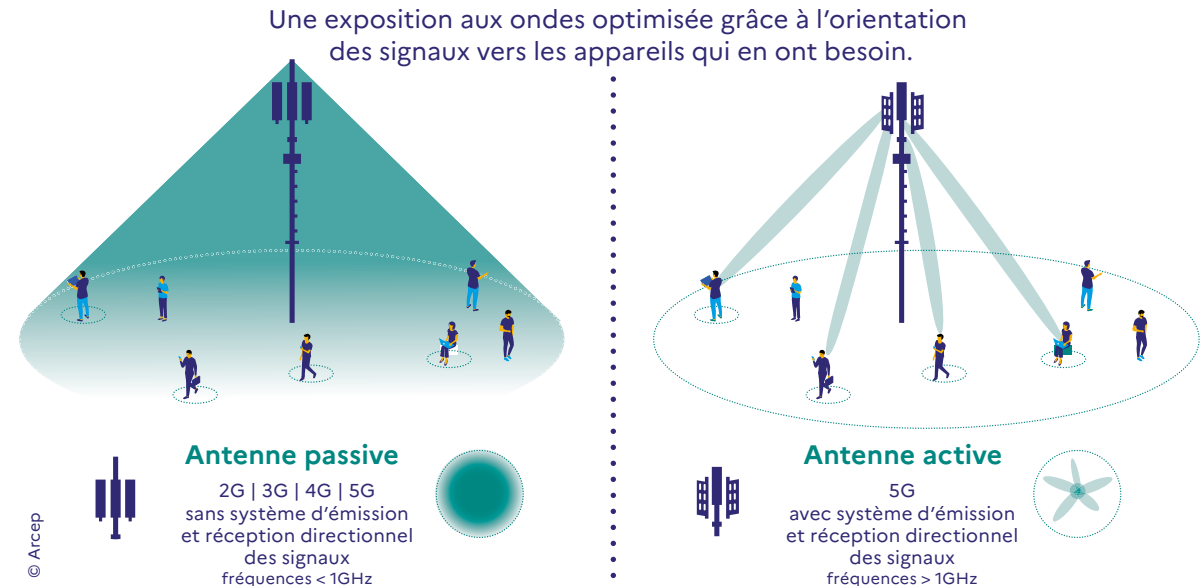 Une exposition aux ondes optimisée grâce à l’orientation
des signaux vers les appareils qui en ont besoin.
Antenne passive
2G | 3G | 4G | 5G
sans système d’émission
et réception directionnel
des signaux
fréquences < 1GHz
Antenne active
5G
avec système d’émission
et réception directionnel
des signaux
fréquences > 1GHz
© Arcep